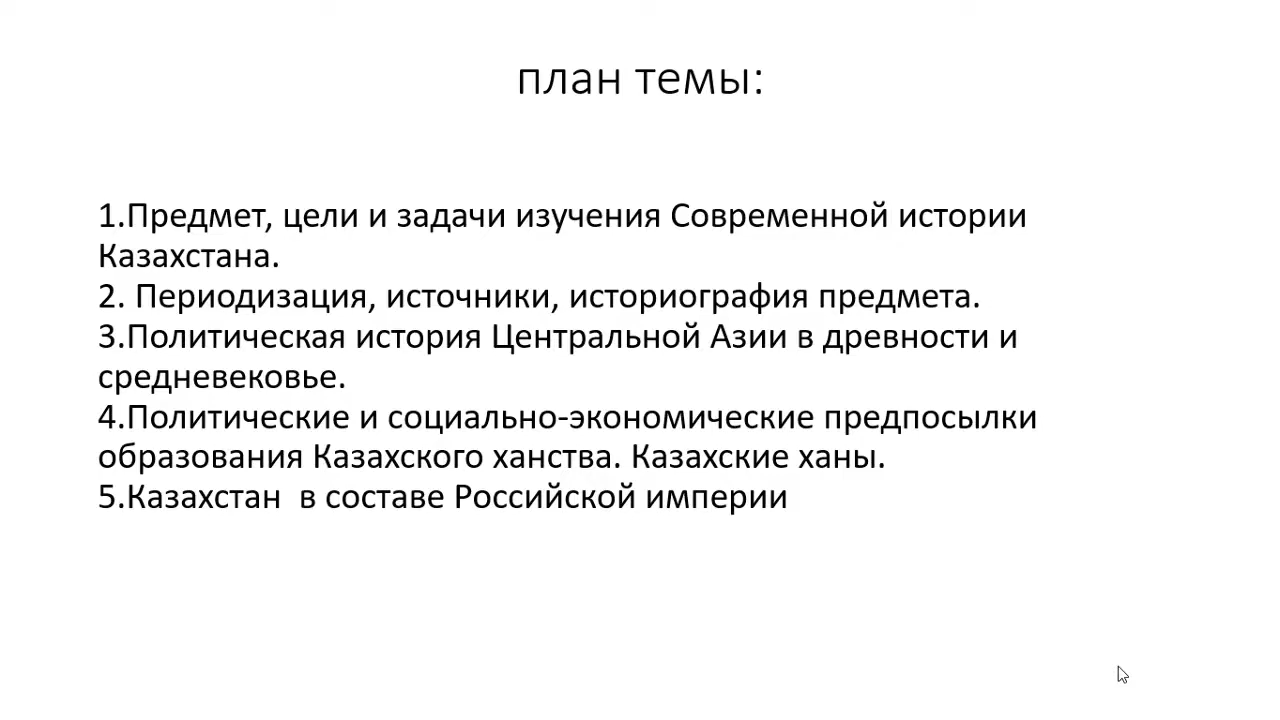 план темы:
1.Предмет, цели и задачи изучения Современной истории
Казахстана.
2. Периодизация, источники, историография предмета.
3.Политическая история Центральной Азии в древности и
средневековье.
4.Политические и социально-экономические предпосылки
образования Казахского ханства. Казахские ханы.
5.Казахстан  в составе Российской империи